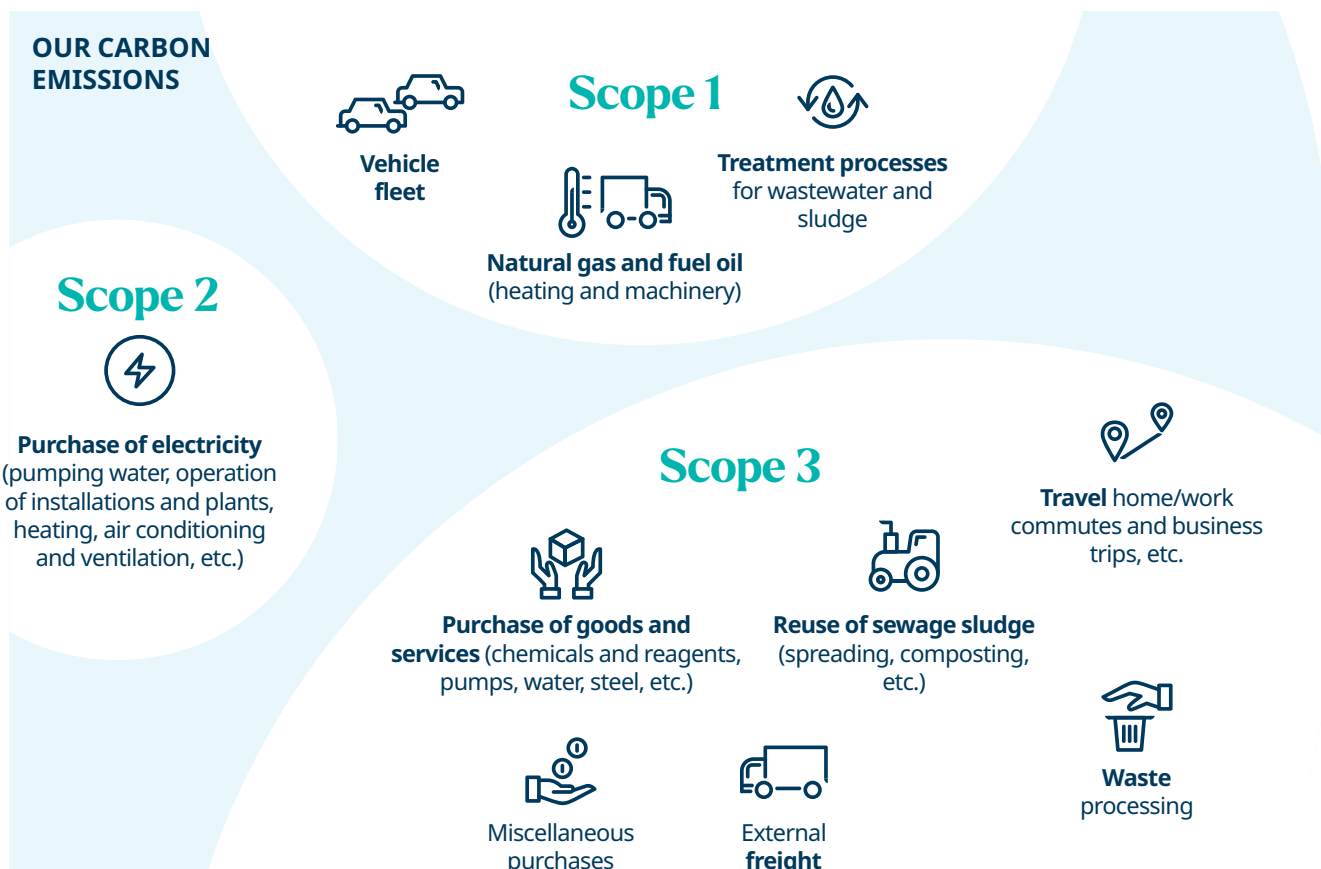 OUR CARBON
EMISSIONS
Scope 1
Vehicle
fleet
Natural gas and fuel oil
(heating and machinery)
Treatment processes
for wastewater and
sludge
Scope 2
Purchase of electricity
(pumping water, operation
of installations and plants,
heating, air conditioning
and ventilation, etc.)
Scope 3
Travel home/work
commutes and business
trips, etc.
Purchase of goods and
services (chemicals and reagents,
pumps, water, steel, etc.)
Reuse of sewage sludge
(spreading, composting,
etc.)
Waste
processing
Miscellaneous
purchases
External
freight